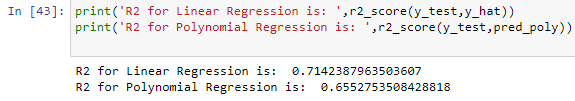 In [43]: print('R2 for Linear Regression is: ',r2_score(y_test,y_hat))
print('R2 for Polynomial Regression is: ',r2_score(y_test,pred_poly))
R2 for Linear Regression is:  0.7142387963503607
R2 for Polynomial Regression is:  0.6552753508428818